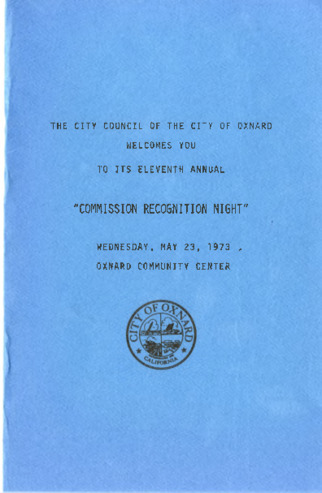 THE CITY COUNCIL OF THE CITY OF OXNARD
WELCOMES YOU
TO ITS ELEVENTH ANNUAL
"COMMISSION RECOGNITION NIGHT"
WEDNESDAY, MAY 23, 1973 .
OXNARD COMMUNITY CENTER
CITY OF OXNARD
CALIFORNIA